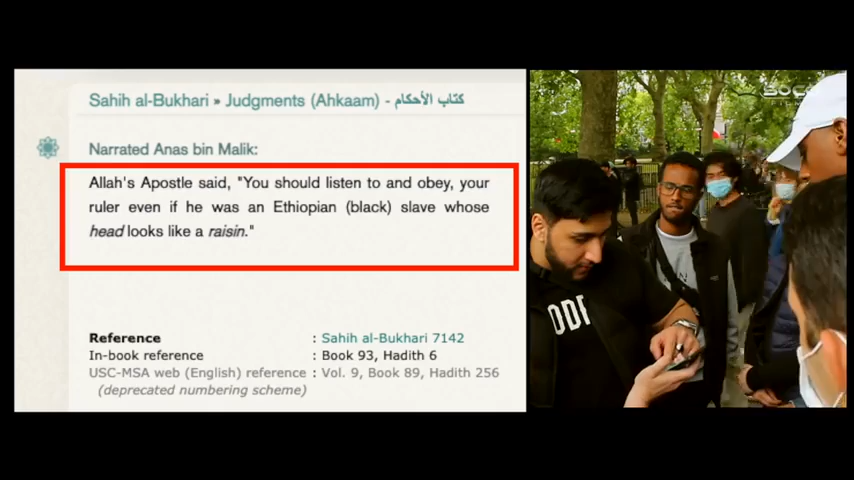 Sahih al-Bukhari » Judgments (Ahkaam) - كتاب الأحكام
Narrated Anas bin Malik:
Allah's Apostle said, "You should listen to and obey, your
ruler even if he was an Ethiopian (black) slave whose
head looks like a raisin."
Reference : Sahih al-Bukhari 7142
In-book reference : Book 93, Hadith 6
USC-MSA web (English) reference : Vol. 9, Book 89, Hadith 256
(deprecated numbering scheme)